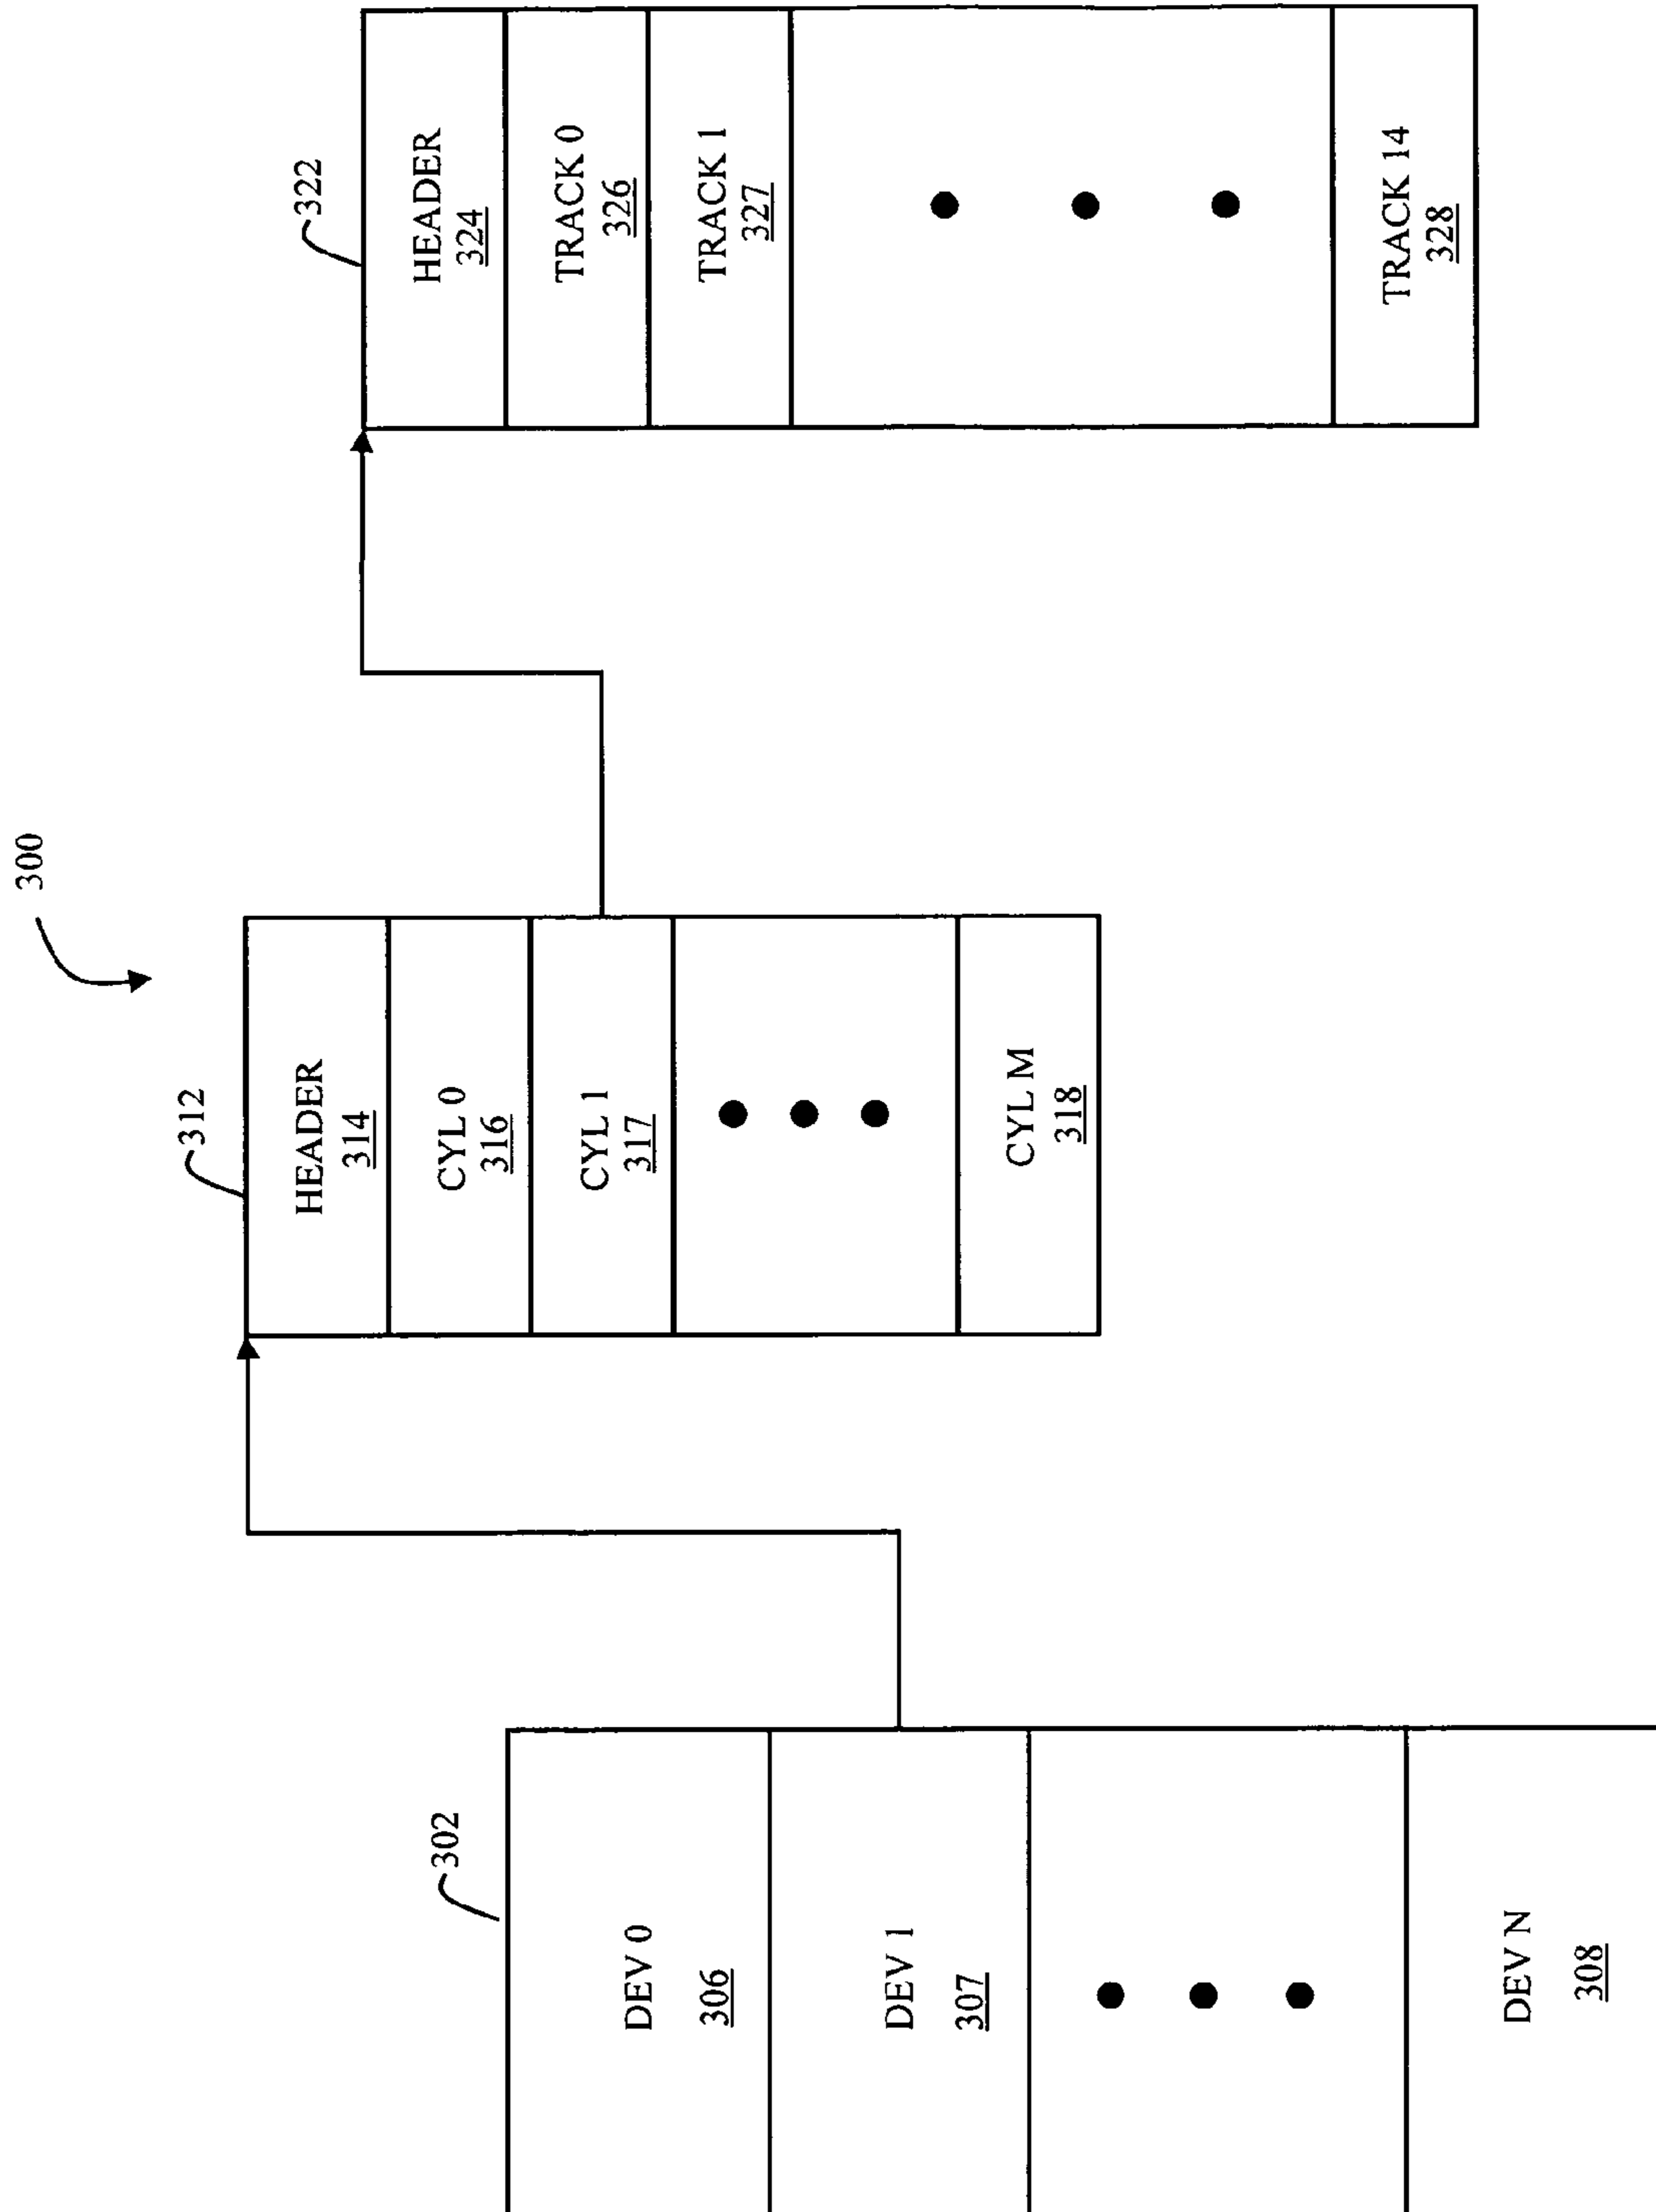 300
302
DEV 0
306
DEV 1
307
DEV N
308
312
HEADER
314
CYL 0
316
CYL 1
317
CYL M
318
322
HEADER
324
TRACK 0
326
TRACK 1
327
TRACK 14
328